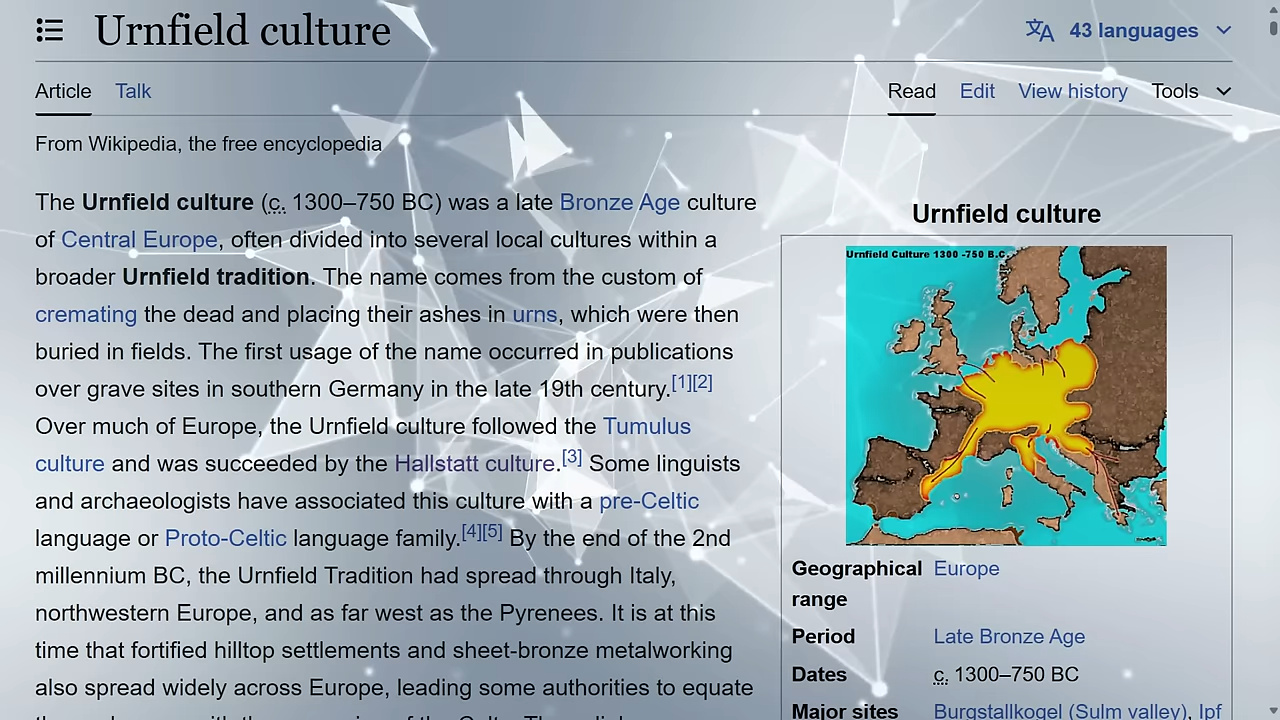 Urnfield culture
43 languages
Article Talk
Read Edit View history Tools
From Wikipedia, the free encyclopedia
The Urnfield culture (c. 1300–750 BC) was a late Bronze Age culture
of Central Europe, often divided into several local cultures within a
broader Urnfield tradition. The name comes from the custom of
cremating the dead and placing their ashes in urns, which were then
buried in fields. The first usage of the name occurred in publications
over grave sites in southern Germany in the late 19th century.[1][2]
Over much of Europe, the Urnfield culture followed the Tumulus
culture and was succeeded by the Hallstatt culture.[3] Some linguists
and archaeologists have associated this culture with a pre-Celtic
language or Proto-Celtic language family.[4][5] By the end of the 2nd
millennium BC, the Urnfield Tradition had spread through Italy,
northwestern Europe, and as far west as the Pyrenees. It is at this
time that fortified hilltop settlements and sheet-bronze metalworking
also spread widely across Europe, leading some authorities to equate
Urnfield culture
Urnfield Culture 1300 -750 B.C.
Geographical range Europe
Period Late Bronze Age
Dates c. 1300–750 BC
Major sites Burgstallkogel (Sulm valley), Ipf